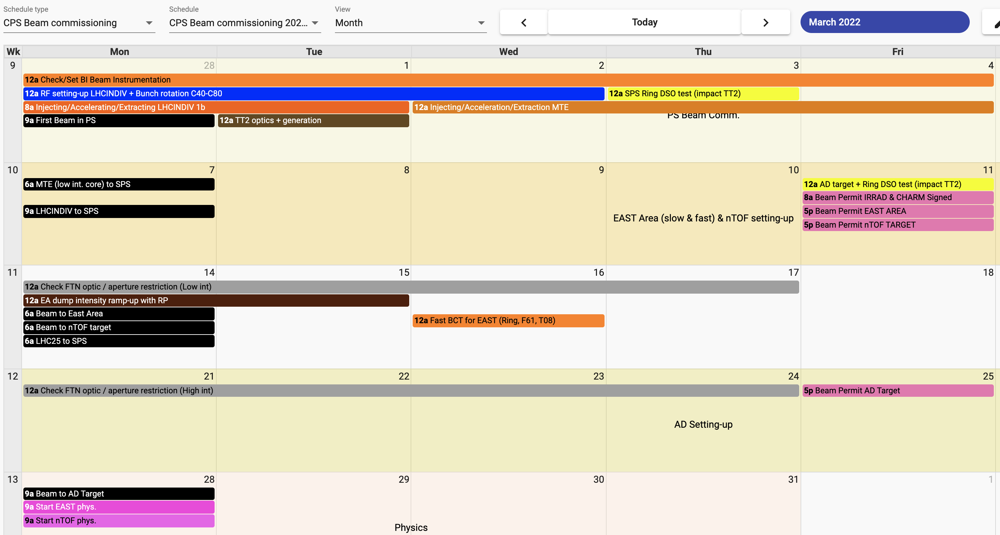 Schedule type Schedule View
CPS Beam commissioning CPS Beam commissioning 202... Month Today March 2022
Wk Mon Tue Wed Thu Fri
9 28 1 2 3 4
12a Check/Set BI Beam Instrumentation
12a RF setting-up LHCINDIV + Bunch rotation C40-C80 12a SPS Ring DSO test (impact TT2)
8a Injecting/Accelerating/Extracting LHCINDIV 1b 12a Injecting/Acceleration/Extraction MTE
PS Beam Comm.
9a First Beam in PS 12a TT2 optics + generation
10 7 8 9 10 11
6a MTE (low int. core) to SPS 12a AD target + Ring DSO test (impact TT2)
8a Beam Permit IRRAD & CHARM Signed
9a LHCINDIV to SPS 5p Beam Permit EAST AREA
EAST Area (slow & fast) & nTOF setting-up
5p Beam Permit nTOF TARGET
11 14 15 16 17 18
12a Check FTN optic / aperture restriction (Low int)
12a EA dump intensity ramp-up with RP
6a Beam to East Area
12a Fast BCT for EAST (Ring, F61, T08)
6a Beam to nTOF target
6a LHC25 to SPS
12 21 22 23 24 25
12a Check FTN optic / aperture restriction (High int) 5p Beam Permit AD Target
AD Setting-up
13 28 29 30 31 1
9a Beam to AD Target
9a Start EAST phys.
9a Start nTOF phys.
Physics